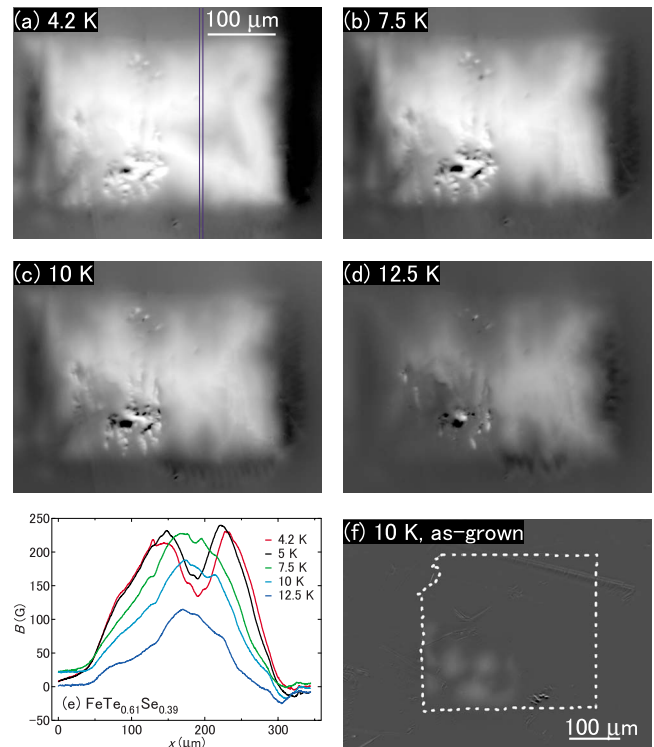 (a) 4.2 K
100 μm
(b) 7.5 K
(c) 10 K
(d) 12.5 K
250
200
150
100
50
0
−50
B (G)
4.2 K
5 K
7.5 K
10 K
12.5 K
(e) FeTe0.61Se0.39
0
100
200
300
x (μm)
(f) 10 K, as-grown
100 μm